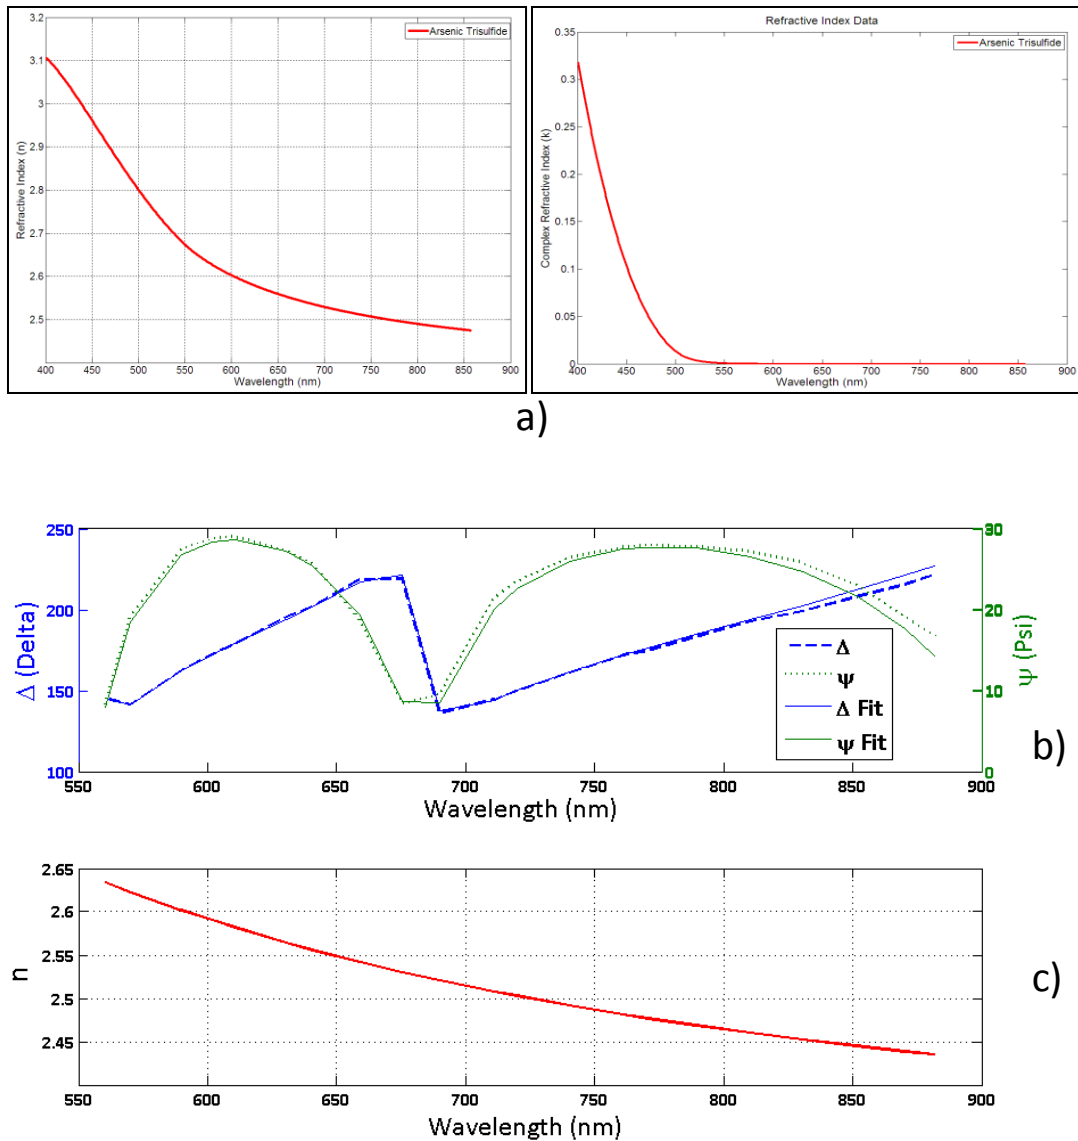 3.2
3.1
3
2.9
2.8
2.7
2.6
2.5
400 450 500 550 600 650 700 750 800 850 900
Refractive Index (n)
Wavelength (nm)
Arsenic Trisulfide
Refractive Index Data
0.35
0.3
0.25
0.2
0.15
0.1
0.05
0
400 450 500 550 600 650 700 750 800 850 900
Complex Refractive Index (k)
Wavelength (nm)
Arsenic Trisulfide
a)
250
200
150
100
Δ (Delta)
30
20
10
0
Ψ (Psi)
550 600 650 700 750 800 850 900
Wavelength (nm)
Δ
Ψ
Δ Fit
Ψ Fit
b)
2.65
2.6
2.55
2.5
2.45
n
550 600 650 700 750 800 850 900
Wavelength (nm)
c)